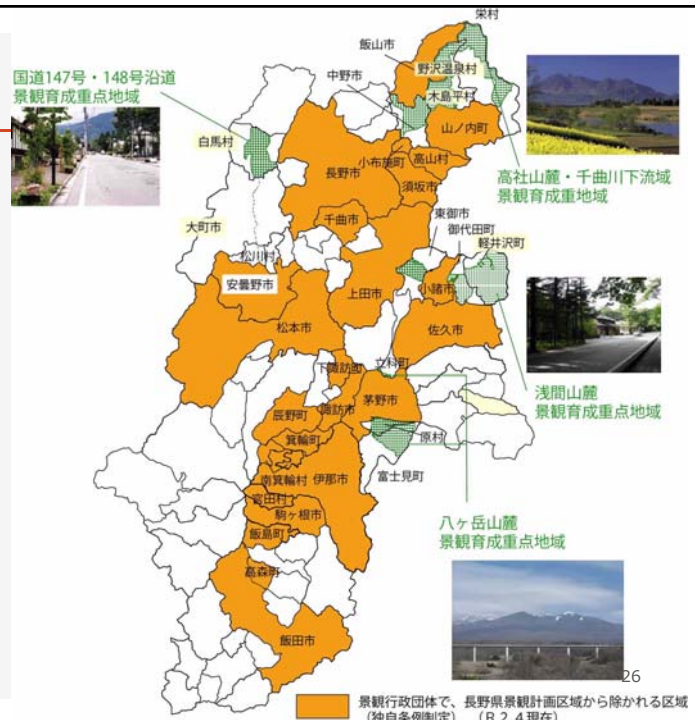 栄村
飯山市
野沢温泉村
中野市
木島平村
国道147号・148号沿道
景観育成重点地域
山ノ内町
白馬村
小布施町
高山村
長野市
須坂市
高社山麓・千曲川下流域
景観育成重地域
千曲市
東御市
御代田町
軽井沢町
大町市
松川村
安曇野市
上田市
小諸市
松本市
佐久市
浅間山麓
景観育成重点地域
下諏訪町
立科町
茅野市
諏訪市
辰野町
原村
箕輪町
富士見町
南箕輪村
伊那市
宮田村
駒ヶ根市
飯島町
八ヶ岳山麓
景観育成重点地域
高森町
飯田市
26
景観行政団体で、長野県景観計画区域から除かれる区域
(独自条例制定) (R2.4現在)